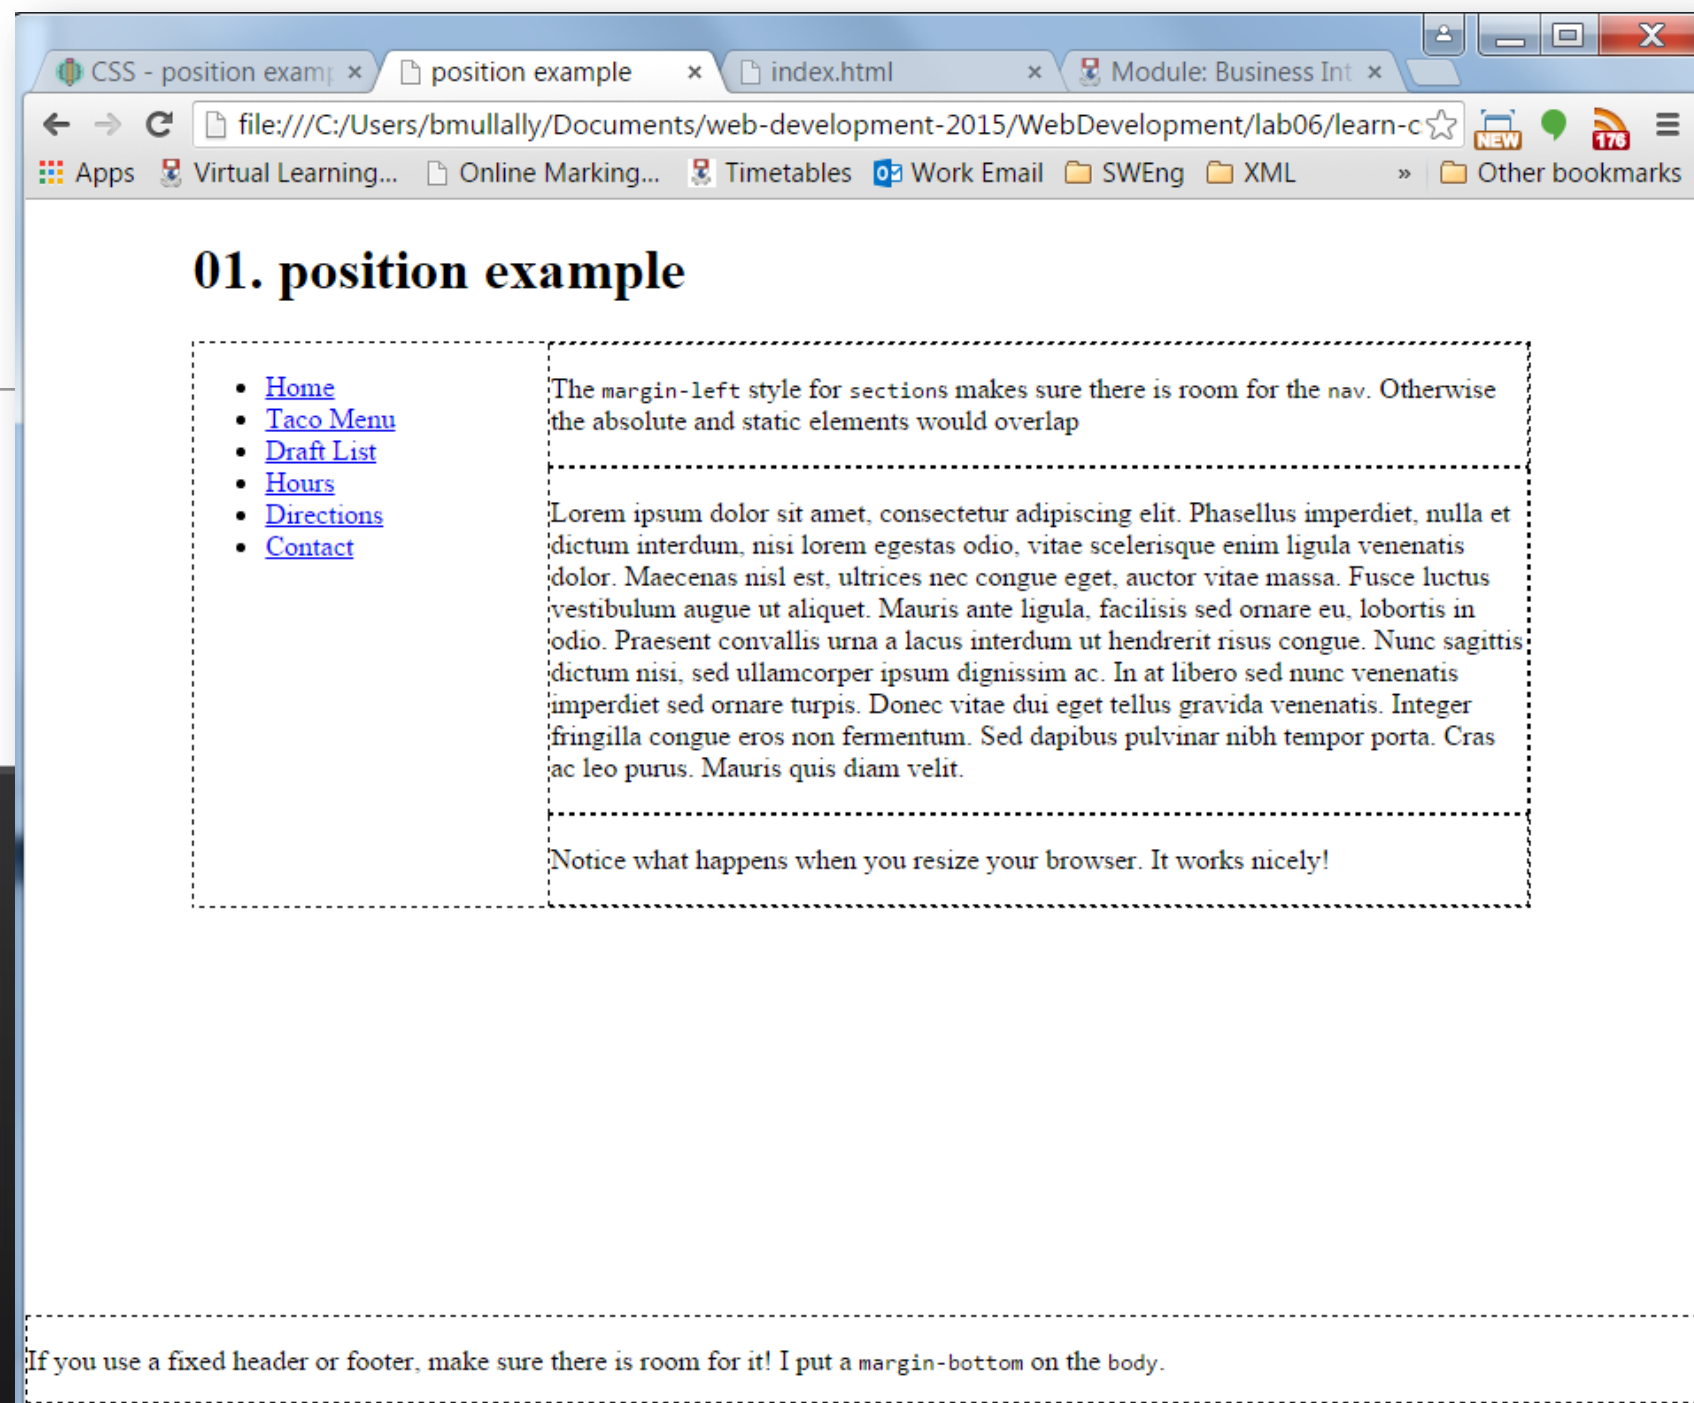 CSS - position examp
position example
index.html
Module: Business Int
file:///C:/Users/bmullally/Documents/web-development-2015/WebDevelopment/lab06/learn-c
NEW
176
Apps Virtual Learning... Online Marking... Timetables Work Email SWEng XML » Other bookmarks
01. position example
Home
Taco Menu
Draft List
Hours
Directions
Contact
The margin-left style for sections makes sure there is room for the nav. Otherwise
the absolute and static elements would overlap
Lorem ipsum dolor sit amet, consectetur adipiscing elit. Phasellus imperdiet, nulla et
dictum interdum, nisi lorem egestas odio, vitae scelerisque enim ligula venenatis
dolor. Maecenas nisl est, ultrices nec congue eget, auctor vitae massa. Fusce luctus
vestibulum augue ut aliquet. Mauris ante ligula, facilisis sed ornare eu, lobortis in
odio. Praesent convallis urna a lacus interdum ut hendrerit risus congue. Nunc sagittis
dictum nisi, sed ullamcorper ipsum dignissim ac. In at libero sed nunc venenatis
imperdiet sed ornare turpis. Donec vitae dui eget tellus gravida venenatis. Integer
fringilla congue eros non fermentum. Sed dapibus pulvinar nibh tempor porta. Cras
ac leo purus. Mauris quis diam velit.
Notice what happens when you resize your browser. It works nicely!
If you use a fixed header or footer, make sure there is room for it! I put a margin-bottom on the body.